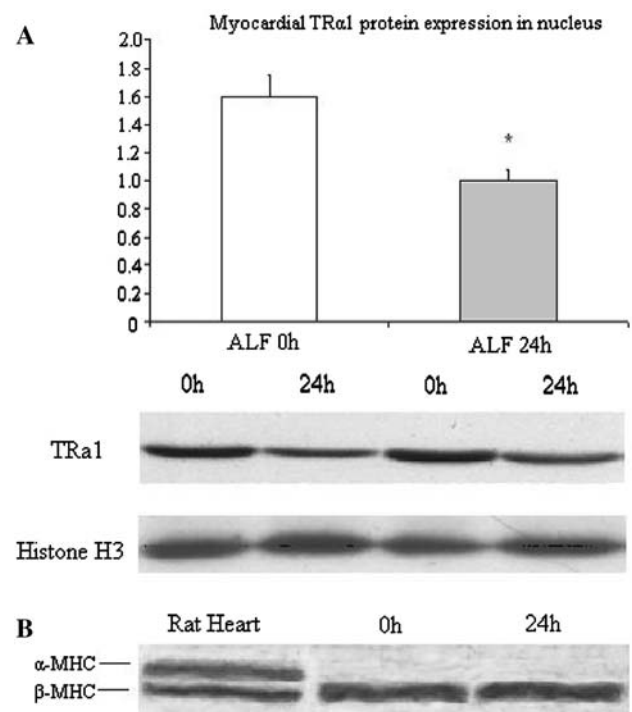 Myocardial TRα1 protein expression in nucleus
A
2.0
1.8
1.6
1.4
1.2
1.0
0.8
0.6
0.4
0.2
0
*
ALF 0h ALF 24h
0h 24h 0h 24h
TRa1
Histone H3
B
Rat Heart 0h 24h
α-MHC
β-MHC